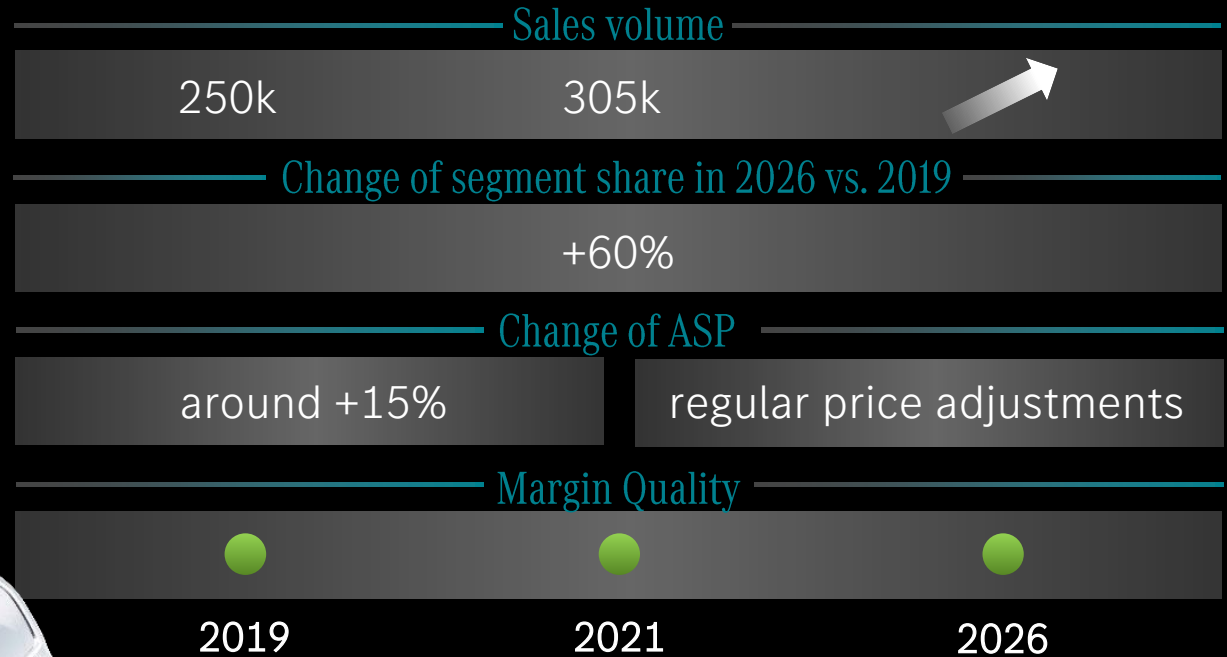 Sales volume
250k 305k
Change of segment share in 2026 vs. 2019
+60%
Change of ASP
around +15% regular price adjustments
Margin Quality
2019 2021 2026